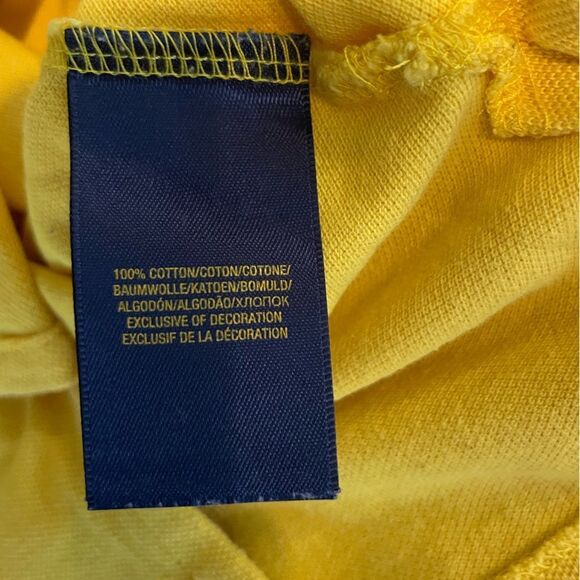 100% COTTON/COTON/COTONE/
BAUMWOLLE/KATOEN/BOMULD/
ALGODÓN/ALGODÃO/ХЛОПОК
EXCLUSIVE OF DECORATION
EXCLUSIF DE LA DÉCORATION